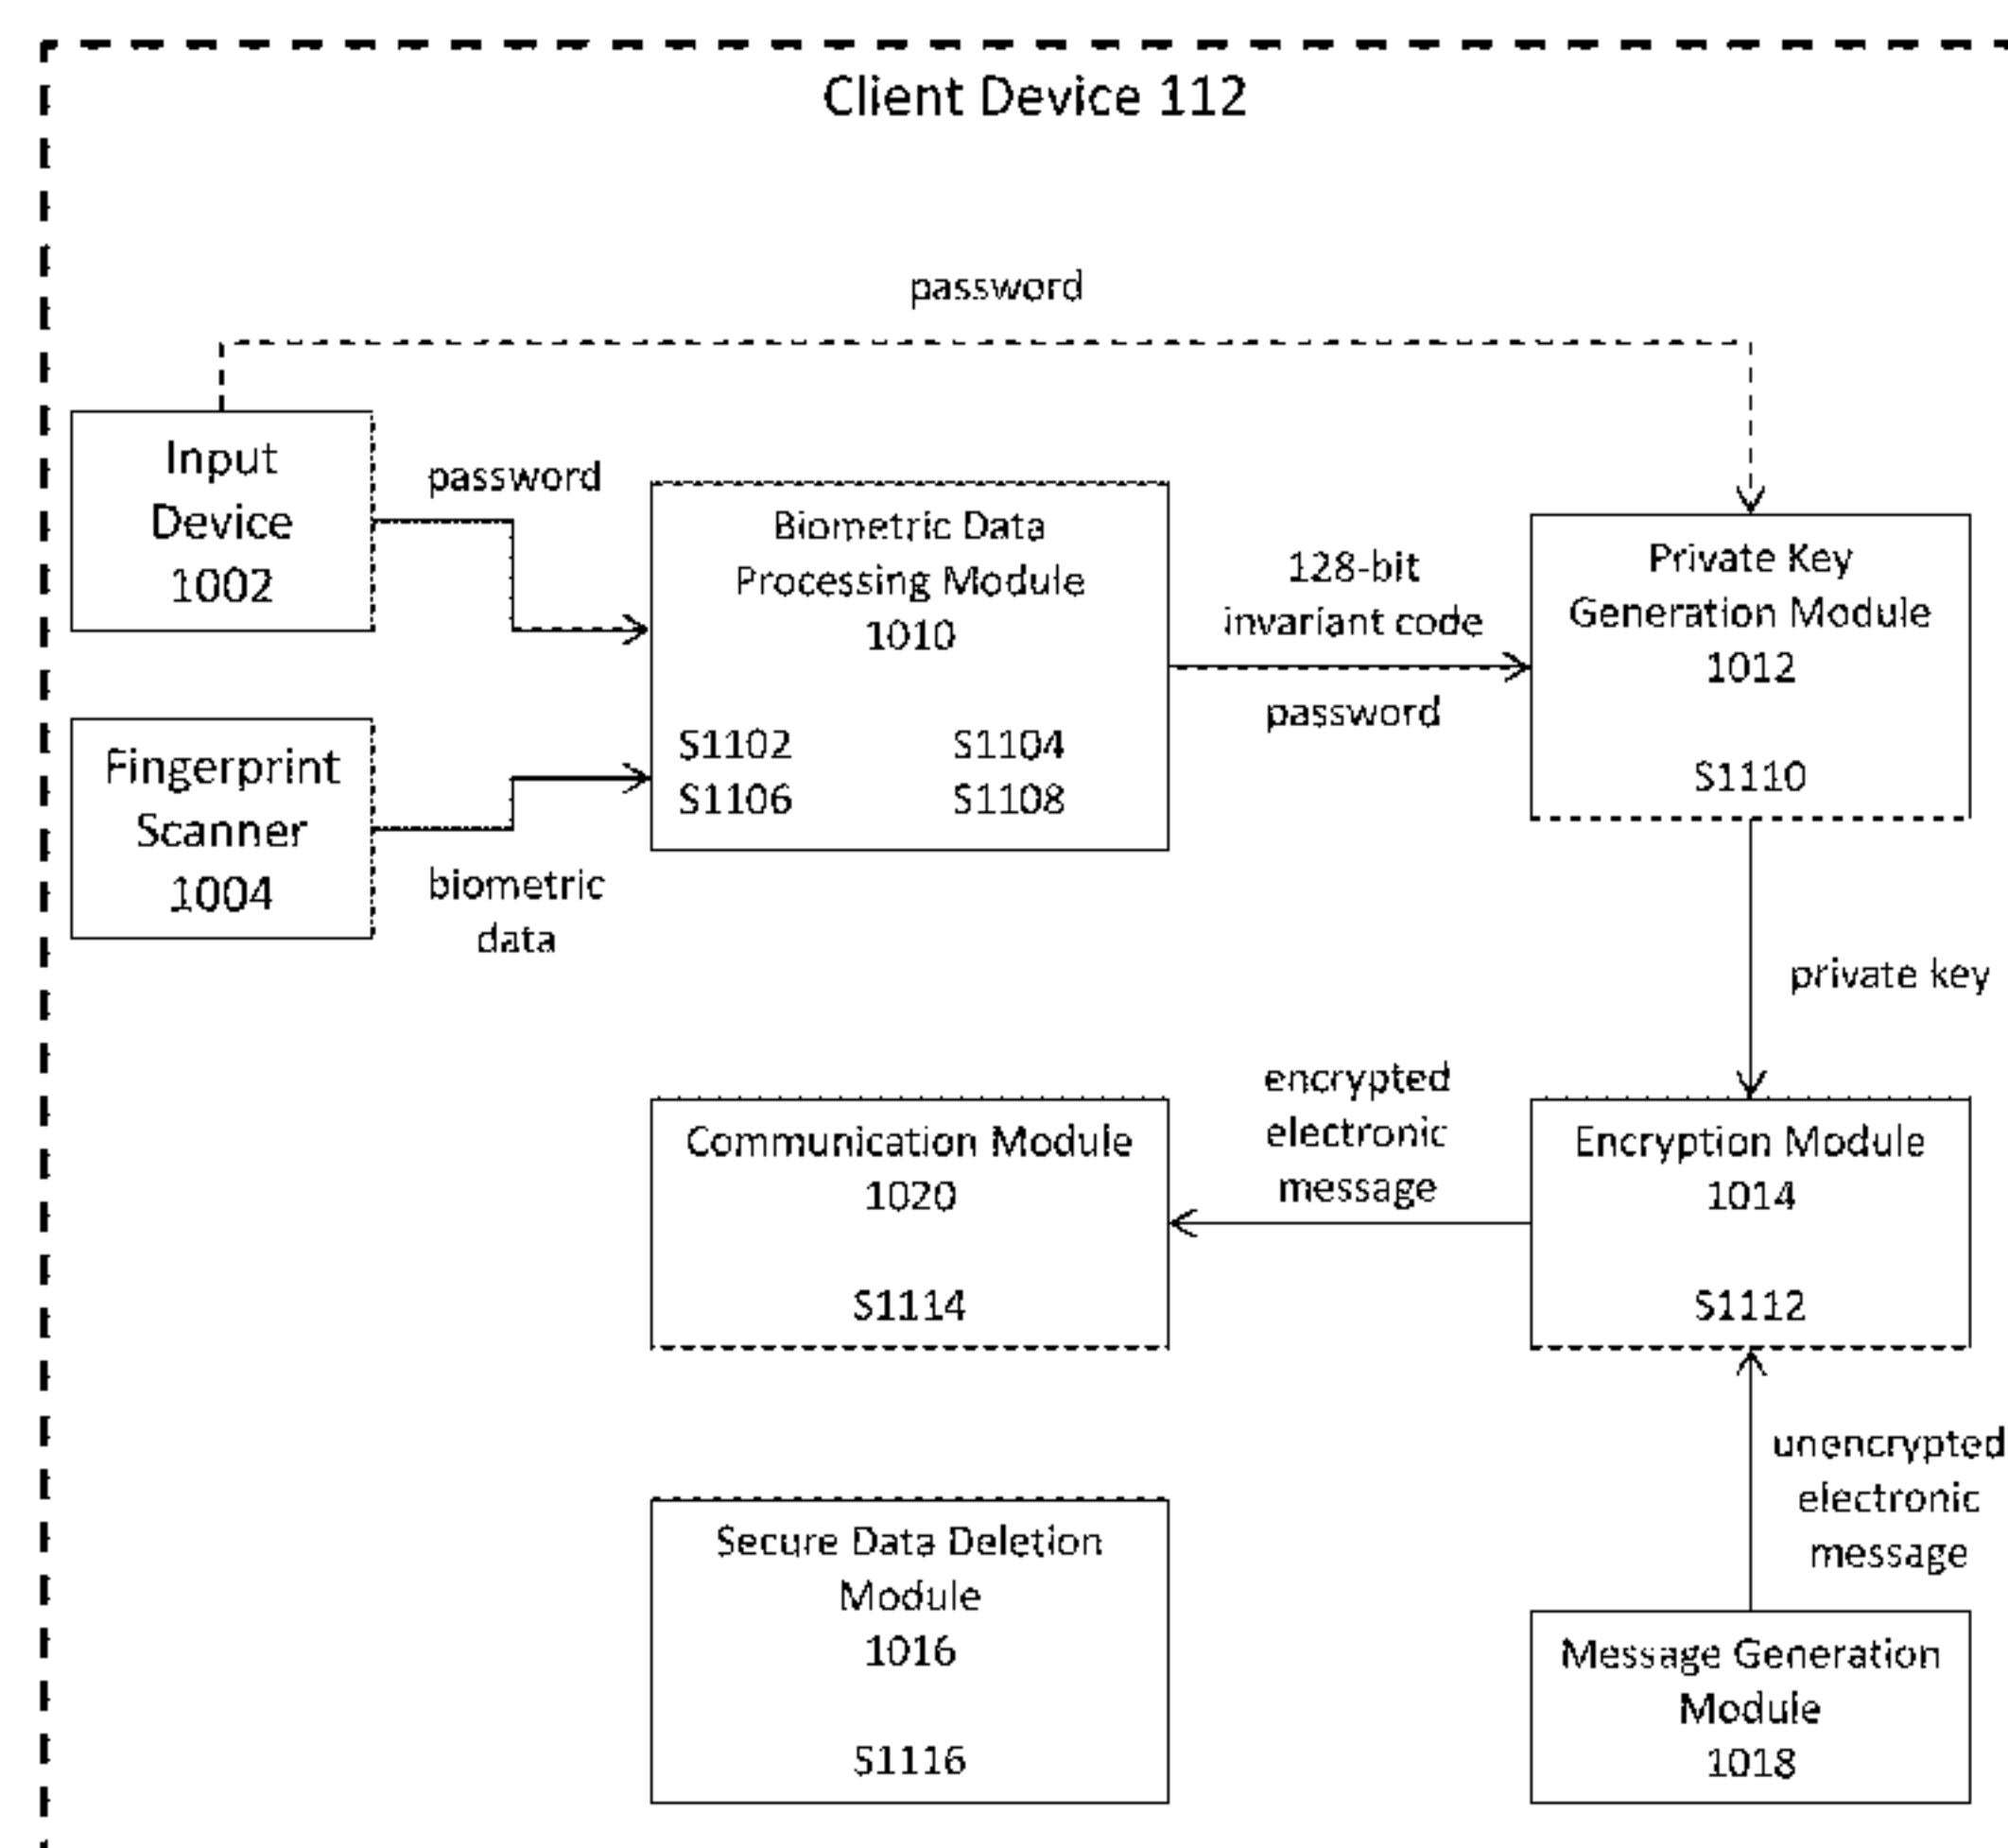 Client Device 112
password
Input
Device
1002
password
Biometric Data
Processing Module
1010
S1102 S1104
S1106 S1108
128-bit
invariant code
password
Private Key
Generation Module
1012
S1110
Fingerprint
Scanner
1004
biometric
data
private key
Communication Module
1020
S1114
encrypted
electronic
message
Encryption Module
1014
S1112
unencrypted
electronic
message
Secure Data Deletion
Module
1016
S1116
Message Generation
Module
1018